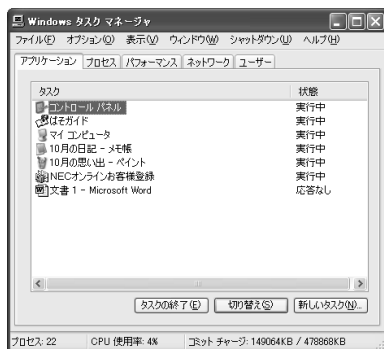 Windows タスク マネージャ
ファイル(F) オプション(O) 表示(V) ウィンドウ(W) シャットダウン(U) ヘルプ(H)
アプリケーション プロセス パフォーマンス ネットワーク ユーザー
タスク 状態
コントロール パネル 実行中
ぱそガイド 実行中
マイ コンピュータ 実行中
10月の日記 - メモ帳 実行中
10月の思い出 - ペイント 実行中
NECオンラインお客様登録 実行中
文書 1 - Microsoft Word 応答なし
タスクの終了(E) 切り替え(S) 新しいタスク(N)...
プロセス: 22 CPU 使用率: 4% コミット チャージ: 149064KB / 478868KB